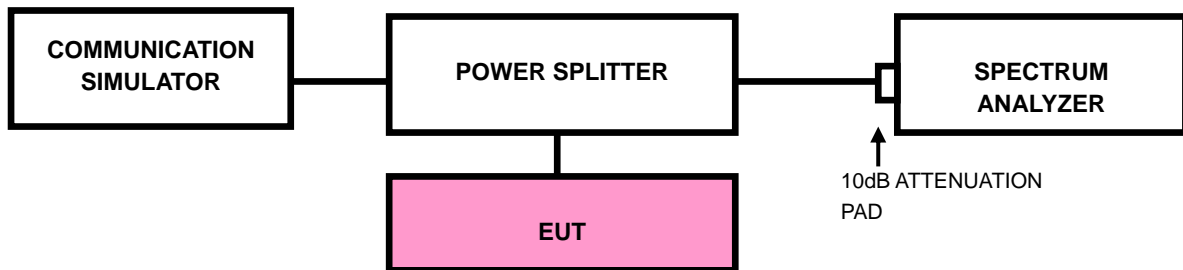 COMMUNICATION
SIMULATOR
POWER SPLITTER
SPECTRUM
ANALYZER
10dB ATTENUATION
PAD
EUT